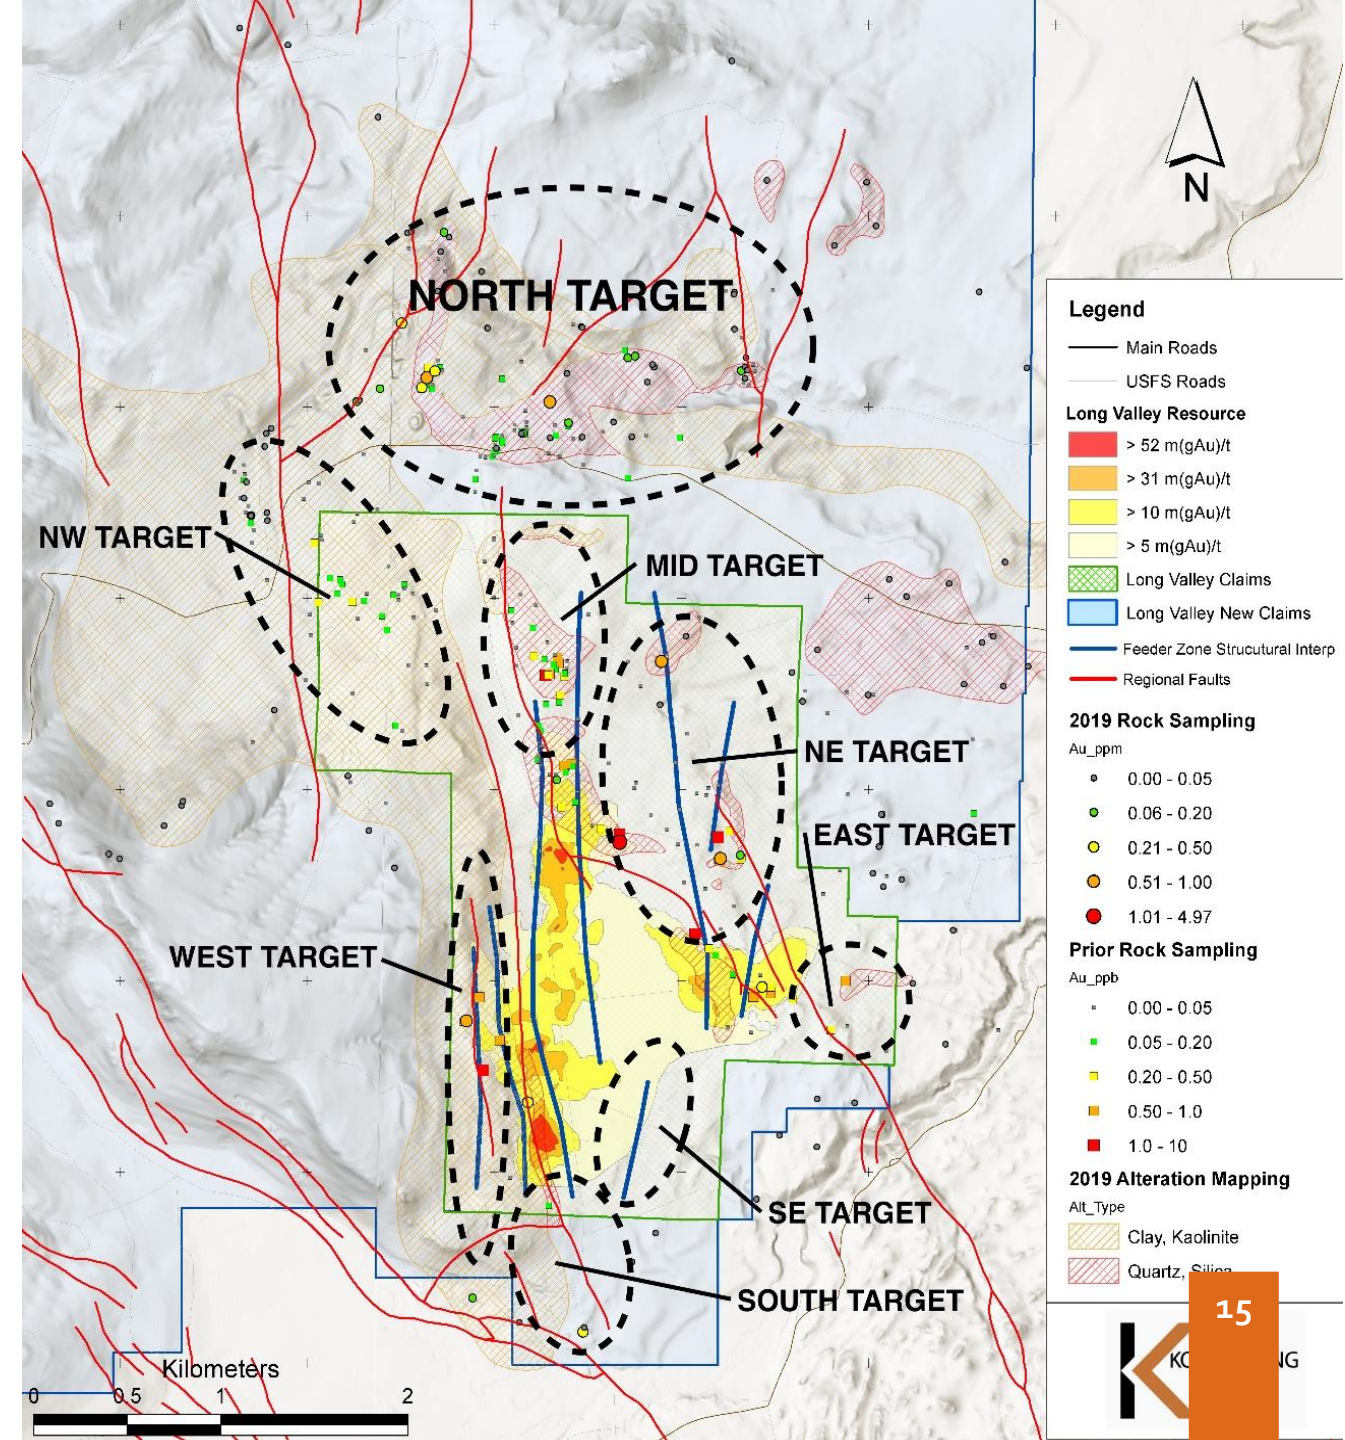 N
NORTH TARGET
NW TARGET
MID TARGET
NE TARGET
EAST TARGET
WEST TARGET
SE TARGET
SOUTH TARGET
Kilometers
0 0.5 1 2
Legend
Main Roads
USFS Roads
Long Valley Resource
> 52 m(gAu)/t
> 31 m(gAu)/t
> 10 m(gAu)/t
> 5 m(gAu)/t
Long Valley Claims
Long Valley New Claims
Feeder Zone Strucutural Interp
Regional Faults
2019 Rock Sampling
Au_ppm
0.00 - 0.05
0.06 - 0.20
0.21 - 0.50
0.51 - 1.00
1.01 - 4.97
Prior Rock Sampling
Au_ppb
0.00 - 0.05
0.05 - 0.20
0.20 - 0.50
0.50 - 1.0
1.0 - 10
2019 Alteration Mapping
Alt_Type
Clay, Kaolinite
Quartz, Silica
15